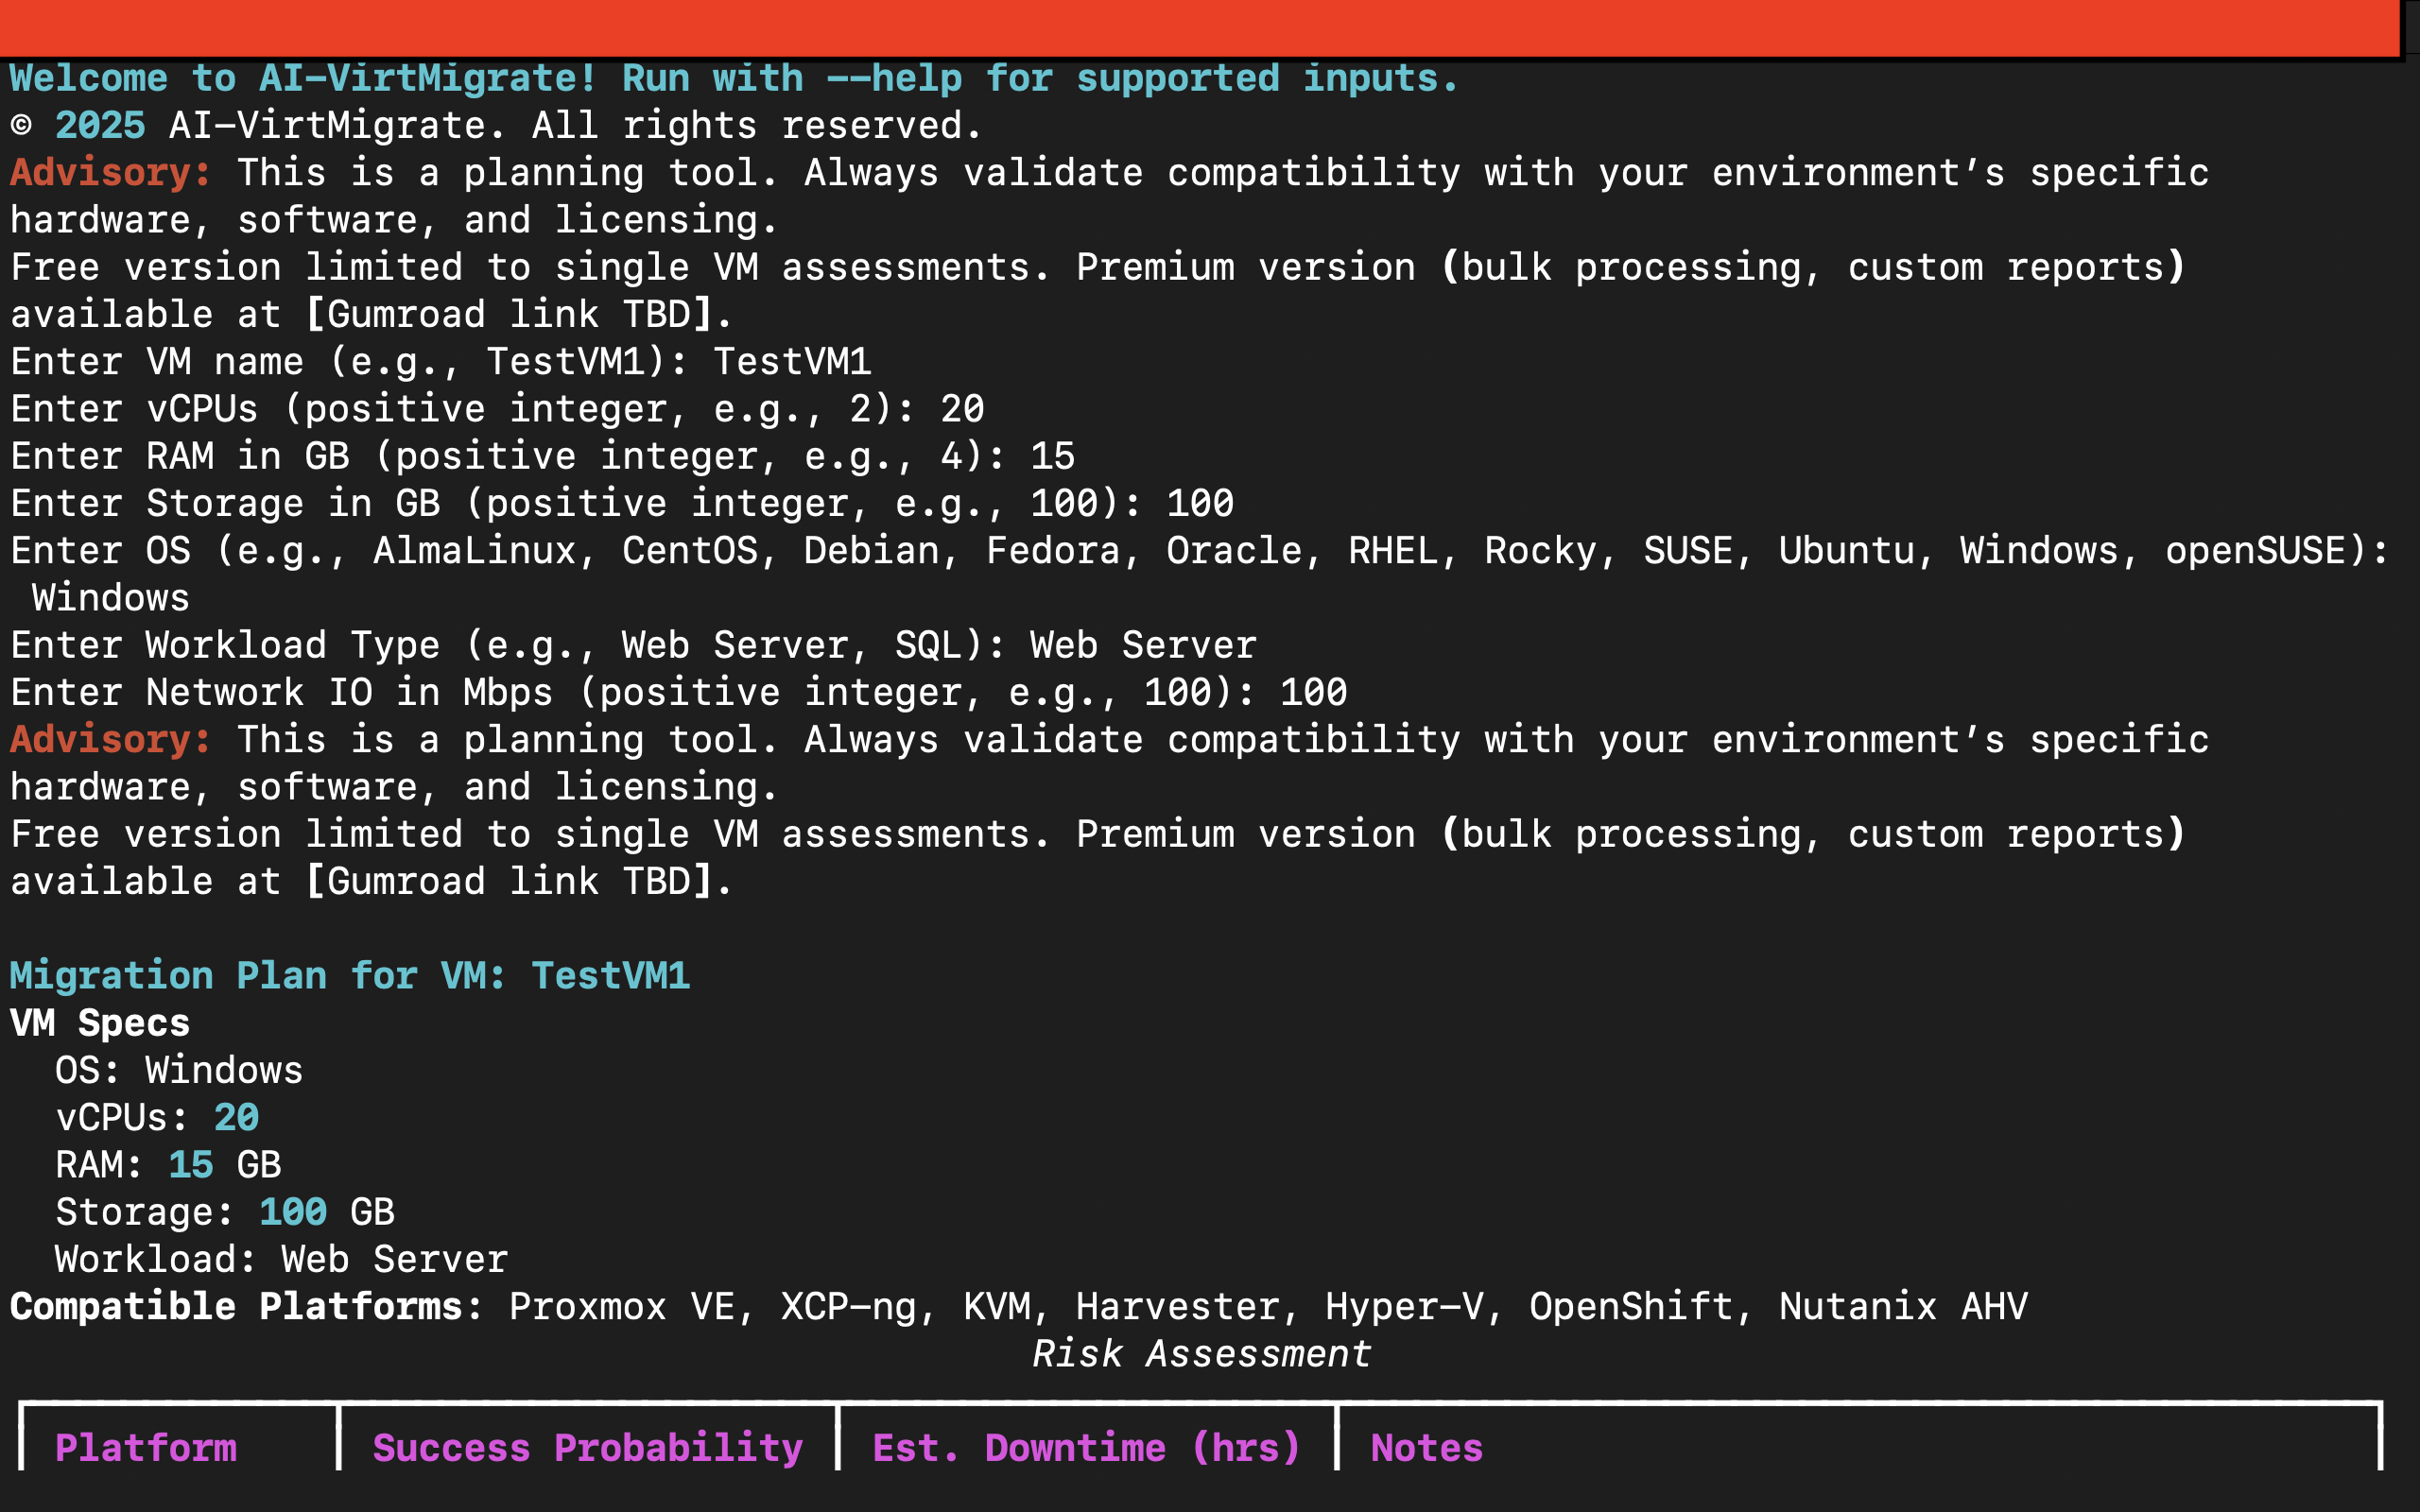 Welcome to AI-VirtMigrate! Run with --help for supported inputs.
© 2025 AI-VirtMigrate. All rights reserved.
Advisory: This is a planning tool. Always validate compatibility with your environment’s specific
hardware, software, and licensing.
Free version limited to single VM assessments. Premium version (bulk processing, custom reports)
available at [Gumroad link TBD].
Enter VM name (e.g., TestVM1): TestVM1
Enter vCPUs (positive integer, e.g., 2): 20
Enter RAM in GB (positive integer, e.g., 4): 15
Enter Storage in GB (positive integer, e.g., 100): 100
Enter OS (e.g., AlmaLinux, CentOS, Debian, Fedora, Oracle, RHEL, Rocky, SUSE, Ubuntu, Windows, openSUSE):
Windows
Enter Workload Type (e.g., Web Server, SQL): Web Server
Enter Network IO in Mbps (positive integer, e.g., 100): 100
Advisory: This is a planning tool. Always validate compatibility with your environment’s specific
hardware, software, and licensing.
Free version limited to single VM assessments. Premium version (bulk processing, custom reports)
available at [Gumroad link TBD].
Migration Plan for VM: TestVM1
VM Specs
OS: Windows
vCPUs: 20
RAM: 15 GB
Storage: 100 GB
Workload: Web Server
Compatible Platforms: Proxmox VE, XCP-ng, KVM, Harvester, Hyper-V, OpenShift, Nutanix AHV
Risk Assessment
Platform Success Probability Est. Downtime (hrs) Notes